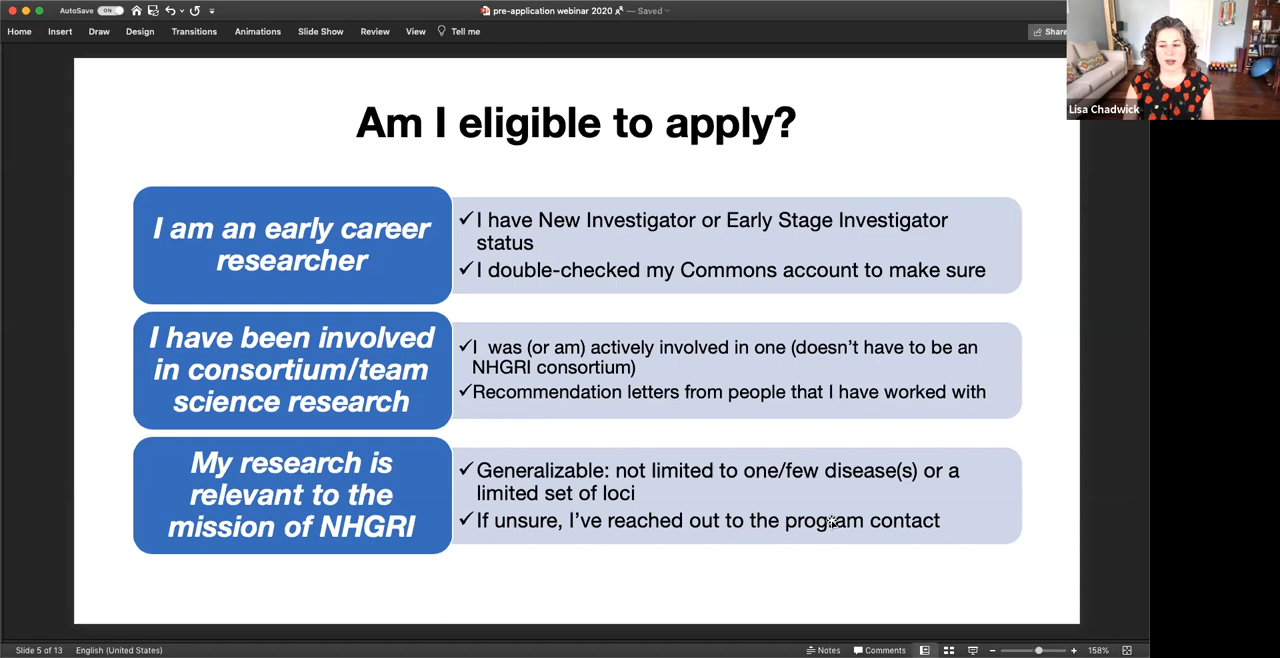 AutoSave ON
pre-application webinar 2020 — Saved
Home Insert Draw Design Transitions Animations Slide Show Review View Tell me
Share
Lisa Chadwick
Am I eligible to apply?
I am an early career
researcher
✓I have New Investigator or Early Stage Investigator
status
✓I double-checked my Commons account to make sure
I have been involved
in consortium/team
science research
✓I was (or am) actively involved in one (doesn't have to be an
NHGRI consortium)
✓Recommendation letters from people that I have worked with
My research is
relevant to the
mission of NHGRI
✓Generalizable: not limited to one/few disease(s) or a
limited set of loci
✓If unsure, I've reached out to the program contact
Slide 5 of 13 English (United States) Notes Comments 158%